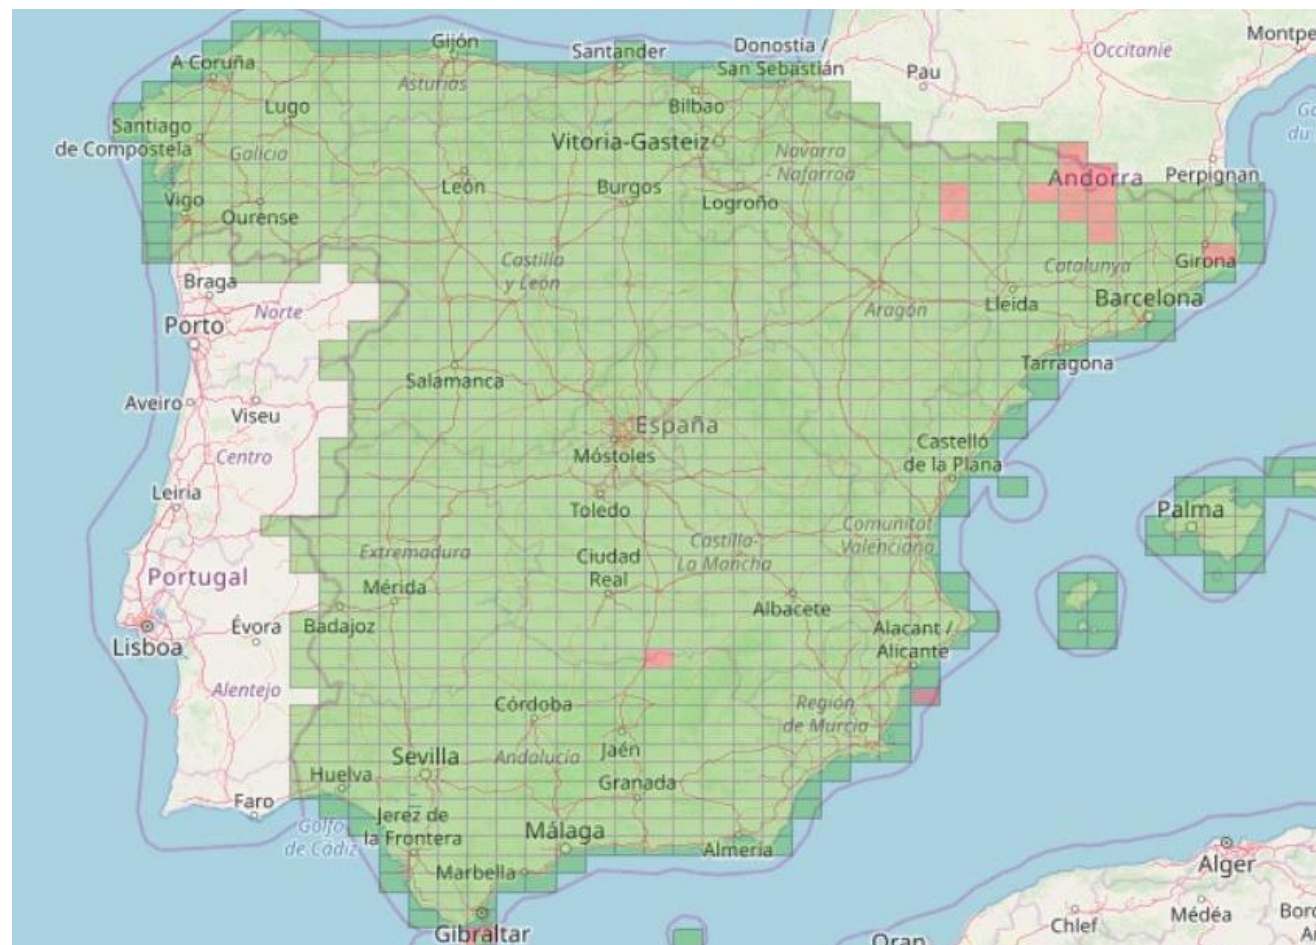 Montpe
Gijón
Santander
Donostia /
San Sebastián
Occitanie
A Coruña
Asturias
Pau
Lugo
Bilbao
Santiago
de Compostela
Galicia
Vitoria-Gasteiz
Navarra
- Nafarroa
Go
du
León
Burgos
Logroño
Andorra
Perpignan
Vigo
Ourense
Castilla
y León
Catalunya
Girona
Braga
Norte
Aragón
Lleida
Barcelona
Porto
Tarragona
Salamanca
Aveiro
Viseu
España
Centro
Móstoles
Castelló
de la Plana
Leiria
Toledo
Palma
Extremadura
Ciudad
Real
Castilla-
La Mancha
Comunitat
Valenciana
Portugal
Mérida
Albacete
Lisboa
Évora
Badajoz
Alacant /
Alicante
Alentejo
Córdoba
Región
de Murcia
Sevilla
Andalucía
Jaén
Huelva
Granada
Faro
Golfo
de Cádiz
Jerez de
la Frontera
Málaga
Almería
Marbella
Alger
Gibraltar
Oran
Chlef
Médéa
Bor
A